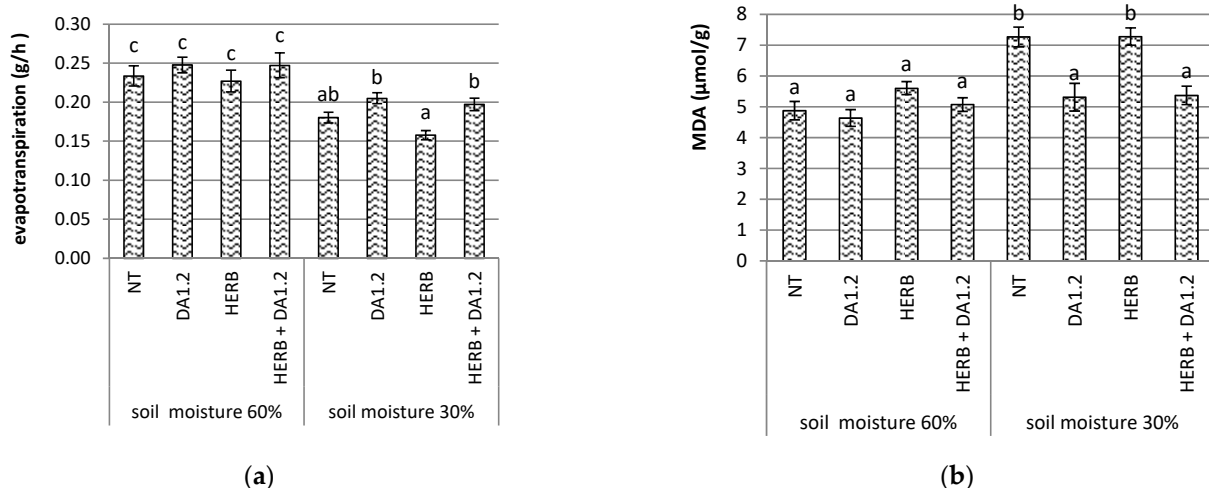 evapotranspiration (g/h)
0.30
0.25
0.20
0.15
0.10
0.05
0.00
c
c
c
c
ab
b
a
b
NT
DA1.2
HERB
HERB + DA1.2
NT
DA1.2
HERB
HERB + DA1.2
soil moisture 60%
soil moisture 30%
(a)
MDA (µmol/g)
8
7
6
5
4
3
2
1
0
a
a
a
a
b
a
b
a
NT
DA1.2
HERB
HERB + DA1.2
NT
DA1.2
HERB
HERB + DA1.2
soil moisture 60%
soil moisture 30%
(b)